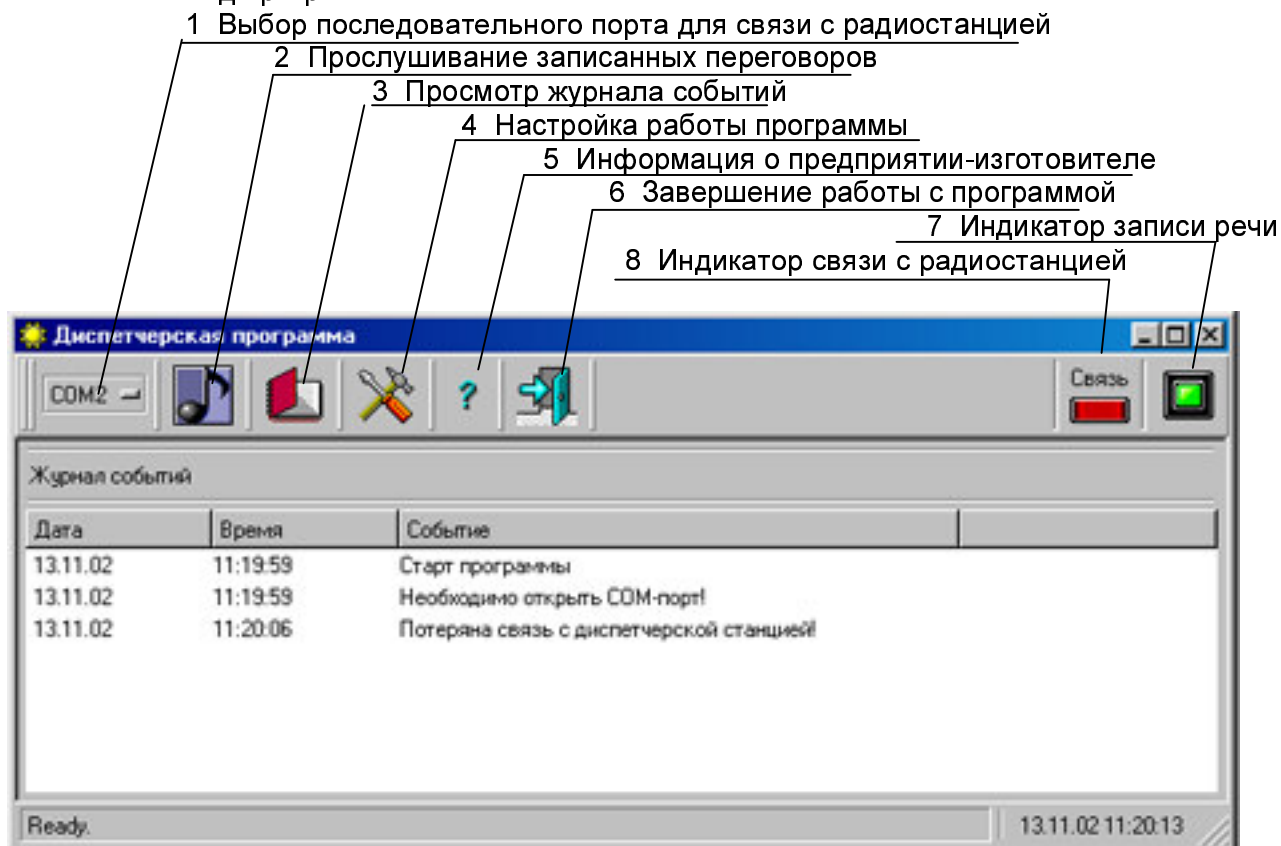 1 Выбор последовательного порта для связи с радиостанцией
2 Прослушивание записанных переговоров
3 Просмотр журнала событий
4 Настройка работы программы
5 Информация о предприятии-изготовителе
6 Завершение работы с программой
7 Индикатор записи речи
8 Индикатор связи с радиостанцией
Диспетчерская программа
COM2 ? Связь
Журнал событий
Дата Время Событие
13.11.02 11:19:59 Старт программы
13.11.02 11:19:59 Необходимо открыть COM-порт!
13.11.02 11:20:06 Потеряна связь с диспетчерской станцией!
Ready. 13.11.02 11:20:13